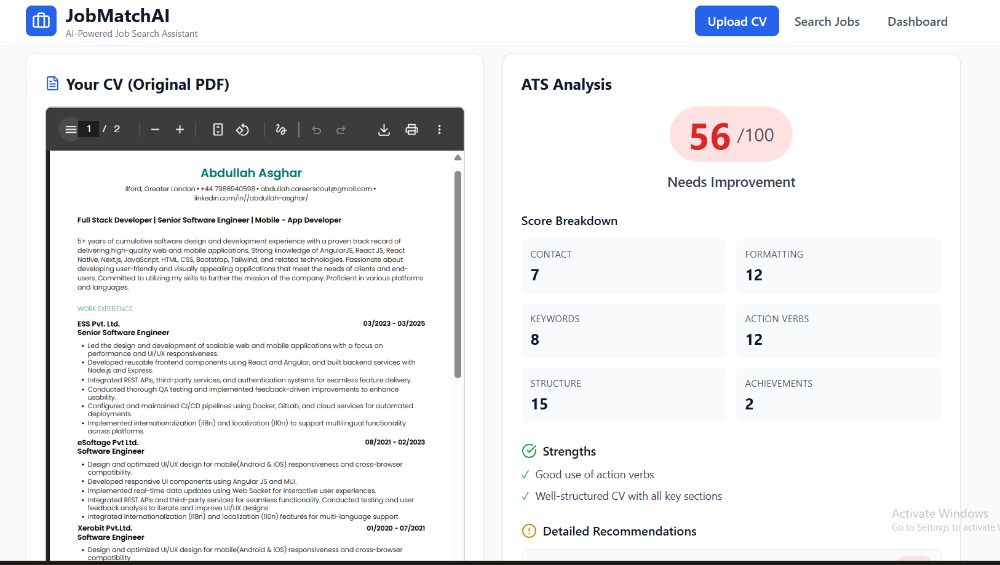 JobMatchAI
AI-Powered Job Search Assistant
Upload CV
Search Jobs
Dashboard
Your CV (Original PDF)
1 / 2
Abdullah Asghar
Ilford, Greater London • +44 7986940598 • abdullah.careerscout@gmail.com •
linkedin.com/in//abdullah-asghar/
Full Stack Developer | Senior Software Engineer | Mobile - App Developer
5+ years of cumulative software design and development experience with a proven track record of
delivering high-quality web and mobile applications. Strong knowledge of AngularJS, React JS, React
Native, Next.js, JavaScript, HTML, CSS, Bootstrap, Tailwind, and related technologies. Passionate about
developing user-friendly and visually appealing applications that meet the needs of clients and end-
users. Committed to utilizing my skills to further the mission of the company. Proficient in various platforms
and languages.
WORK EXPERIENCE
ESS Pvt. Ltd. 03/2023 - 03/2025
Senior Software Engineer
• Led the design and development of scalable web and mobile applications with a focus on
performance and UI/UX responsiveness.
• Developed reusable frontend components using React and Angular, and built backend services with
Node.js and Express.
• Integrated REST APIs, third-party services, and authentication systems for seamless feature delivery.
• Conducted thorough QA testing and implemented feedback-driven improvements to enhance
usability.
• Configured and maintained CI/CD pipelines using Docker, GitLab, and cloud services for automated
deployments.
• Implemented internationalization (i18n) and localization (l10n) to support multilingual functionality
across platforms.
eSoftage Pvt Ltd. 08/2021 - 02/2023
Software Engineer
• Design and optimized UI/UX design for mobile(Android & iOS) responsiveness and cross-browser
compatibility.
• Developed responsive UI components using Angular JS and MUI.
• Implemented real-time data updates using Web Socket for interactive user experiences.
• Integrated REST APIs and third-party services for seamless functionality. Conducted testing and user
feedback analysis to iterate and improve UI/UX designs.
• Integrated internationalization (i18n) and localization (l10n) features for multi-language support
Xerobit Pvt.Ltd. 01/2020 - 07/2021
Software Engineer
• Design and optimized UI/UX design for mobile(Android & iOS) responsiveness and cross-browser
compatibility
ATS Analysis
56 /100
Needs Improvement
Score Breakdown
CONTACT
7
FORMATTING
12
KEYWORDS
8
ACTION VERBS
12
STRUCTURE
15
ACHIEVEMENTS
2
Strengths
✓ Good use of action verbs
✓ Well-structured CV with all key sections
Detailed Recommendations
Activate Windows
Go to Settings to activate W